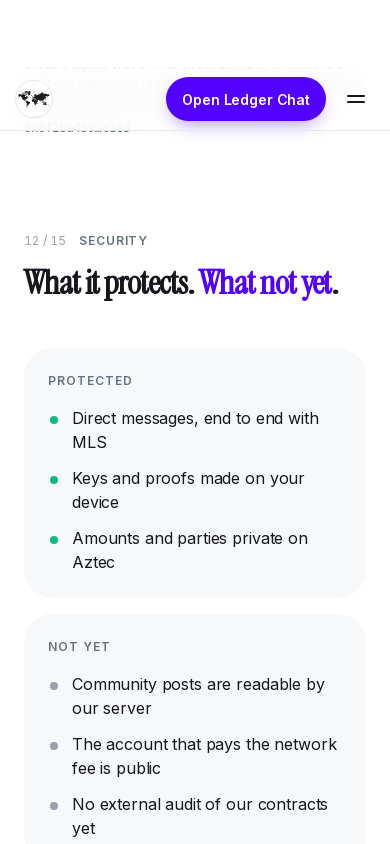 Open Ledger Chat
12 / 15 SECURITY
What it protects. What not yet.
PROTECTED
Direct messages, end to end with
MLS
Keys and proofs made on your
device
Amounts and parties private on
Aztec
NOT YET
Community posts are readable by
our server
The account that pays the network
fee is public
No external audit of our contracts
yet